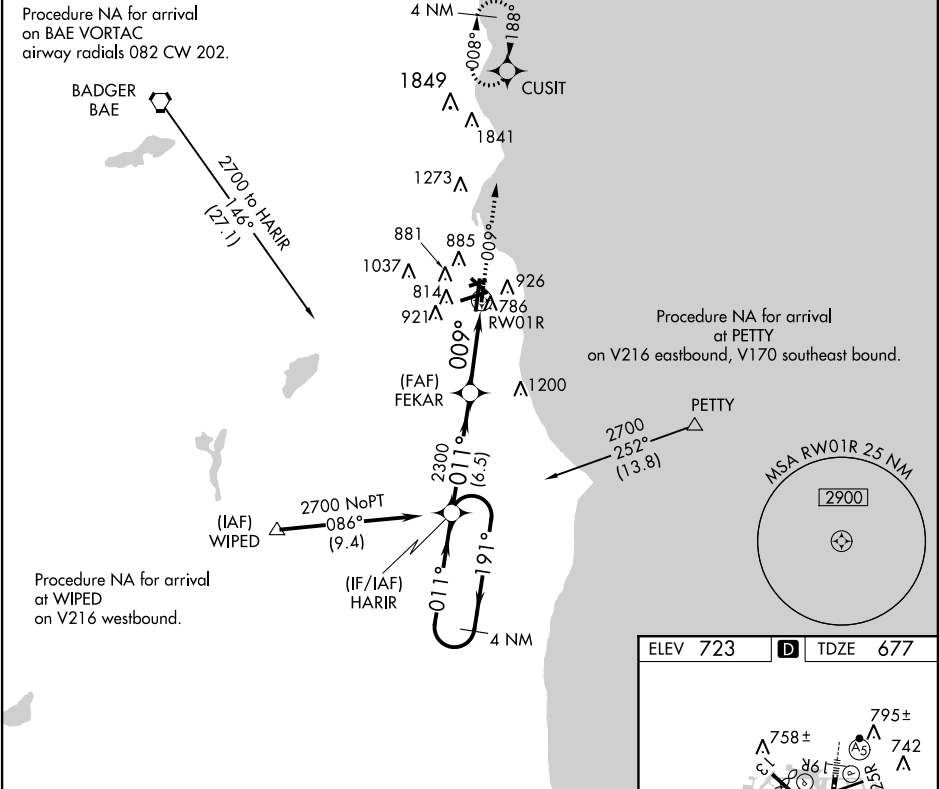 Procedure NA for arrival
on BAE VORTAC
airway radials 082 CW 202.
4 NM
008°
188°
CUSIT
BADGER
BAE
1849
1841
2700 to HARIR
146°
(27.1)
1273
009°
881
885
1037
814
921
926
786
RW01R
Procedure NA for arrival
at PETTY
on V216 eastbound, V170 southeast bound.
009°
(FAF)
FEKAR
1200
PETTY
2700
252°
(13.8)
2300
011°
(6.5)
MSA RW01R 25 NM
2900
(IAF)
WIPED
2700 NoPT
086°
(9.4)
(IF/IAF)
HARIR
011°
191°
4 NM
Procedure NA for arrival
at WIPED
on V216 westbound.
ELEV 723
D
TDZE 677
795±
758±
A5
742
13
19R
P
25R
P